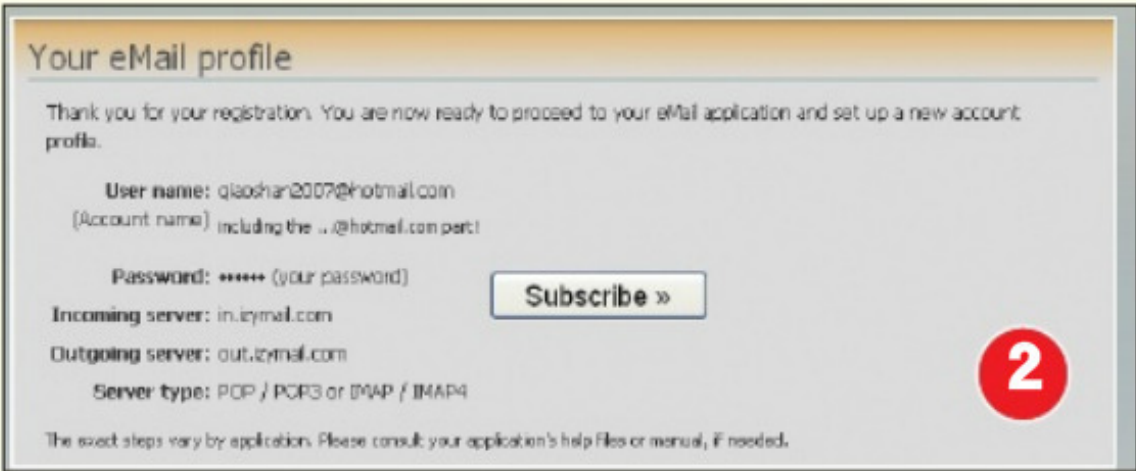 Your eMail profile
Thank you for your registration. You are now ready to proceed to your eMail application and set up a new account
profile.
User name: qiaoshan2007@hotmail.com
(Account name) including the ...@hotmail.com part!
Password: •••••• (your password)
Subscribe »
Incoming server: in.izymail.com
Outgoing server: out.izymail.com
Server type: POP / POP3 or IMAP / IMAP4
2
The exact steps vary by application. Please consult your application's help files or manual, if needed.